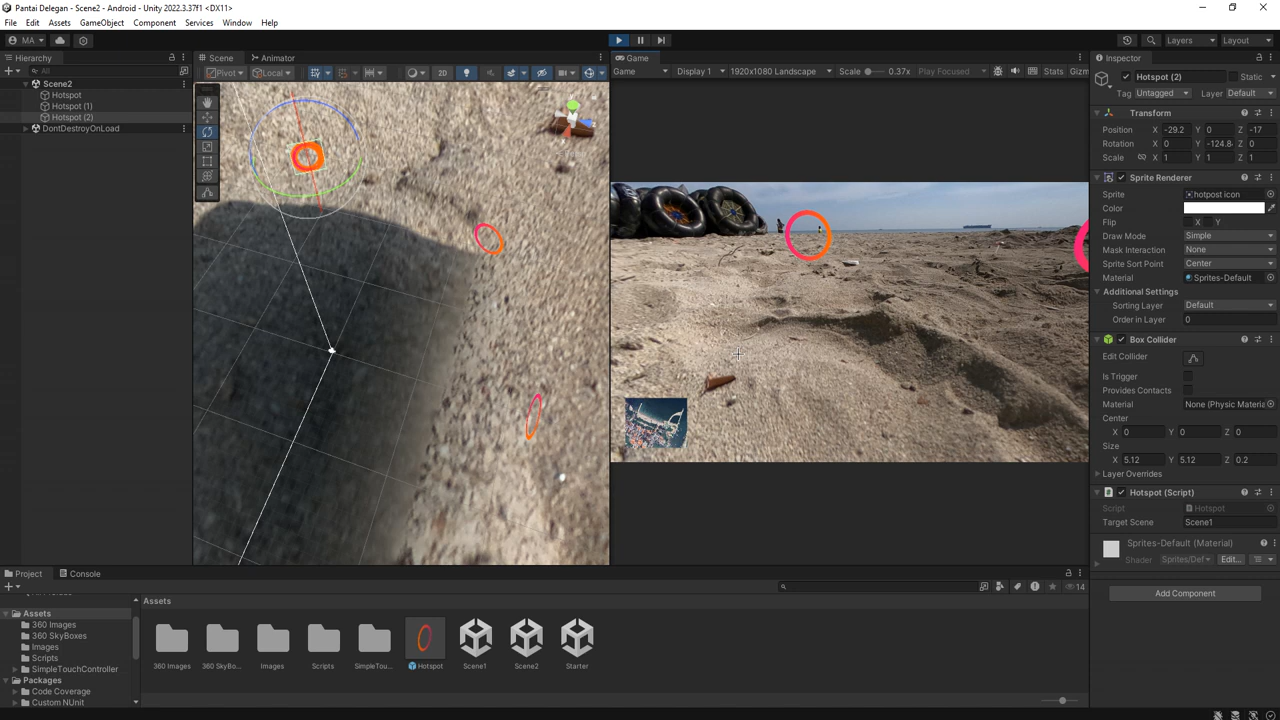 Pantai Delegan - Scene2 - Android - Unity 2022.3.37f1 <DX11>
File Edit Assets GameObject Component Services Window Help
MA Layers Layout
Hierarchy
All
Scene2
Hotspot
Hotspot (1)
Hotspot (2)
DontDestroyOnLoad
Scene Animator
Pivot Local 2D
Game
Game Display 1 1920x1080 Landscape Scale 0.37x Play Focused Stats Gizm
Inspector
Hotspot (2) Static
Tag Untagged Layer Default
Transform
Position X -29.2 Y 0 Z -17
Rotation X 0 Y -124.8 Z 0
Scale X 1 Y 1 Z 1
Sprite Renderer
Sprite hotpost icon
Color
Flip X Y
Draw Mode Simple
Mask Interaction None
Sprite Sort Point Center
Material Sprites-Default
Additional Settings
Sorting Layer Default
Order in Layer 0
Box Collider
Edit Collider
Is Trigger
Provides Contacts
Material None (Physic Materia
Center
X 0 Y 0 Z 0
Size
X 5.12 Y 5.12 Z 0.2
Layer Overrides
Hotspot (Script)
Script Hotspot
Target Scene Scene1
Sprites-Default (Material)
Shader Sprites/Def Edit...
Add Component
Project Console
14
Assets
360 Images
360 SkyBoxes
Images
Scripts
SimpleTouchController
Packages
Code Coverage
Custom NUnit
Assets
360 Images 360 SkyBo... Images Scripts SimpleTou... Hotspot Scene1 Scene2 Starter